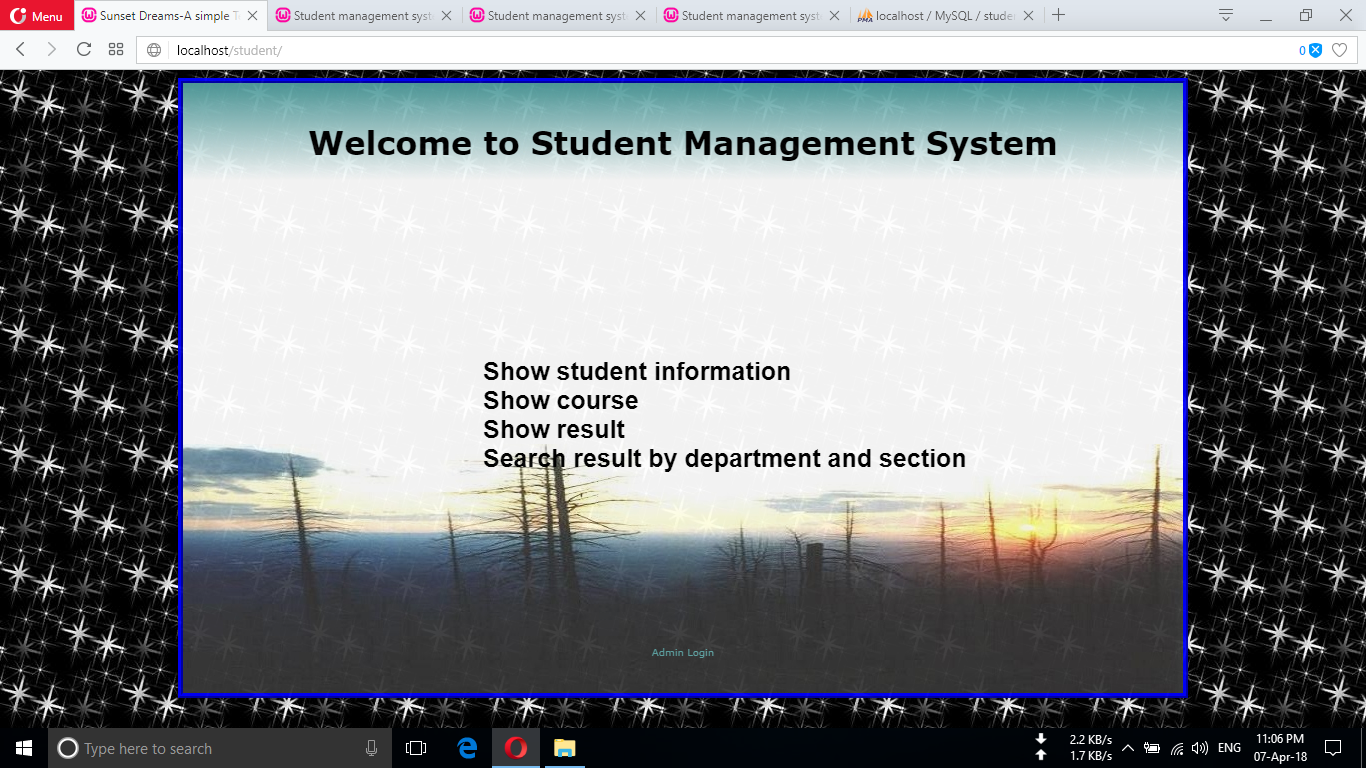 Menu
Sunset Dreams-A simple T
Student management syst
Student management syst
Student management syst
localhost / MySQL / stude
localhost/student/
0
Welcome to Student Management System
Show student information
Show course
Show result
Search result by department and section
Admin Login
Type here to search
2.2 KB/s
1.7 KB/s
ENG
11:06 PM
07-Apr-18